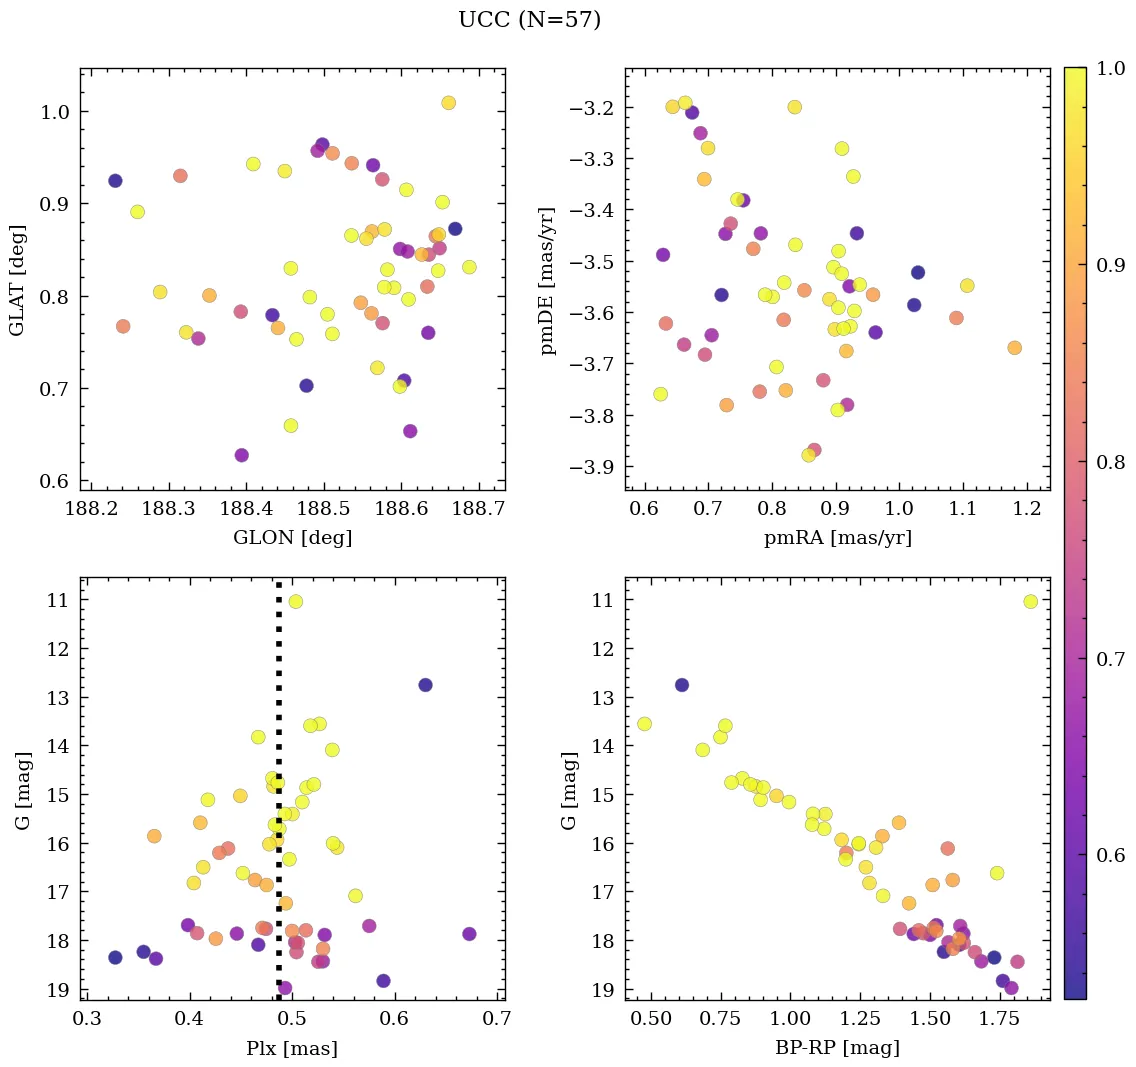 UCC (N=57)
1.0
0.9
0.8
0.7
0.6
GLAT [deg]
188.2 188.3 188.4 188.5 188.6 188.7
GLON [deg]
−3.2
−3.3
−3.4
−3.5
−3.6
−3.7
−3.8
−3.9
pmDE [mas/yr]
0.6 0.7 0.8 0.9 1.0 1.1 1.2
pmRA [mas/yr]
1.0
0.9
0.8
0.7
0.6
11
12
13
14
15
16
17
18
19
G [mag]
0.3 0.4 0.5 0.6 0.7
Plx [mas]
11
12
13
14
15
16
17
18
19
G [mag]
0.50 0.75 1.00 1.25 1.50 1.75
BP-RP [mag]